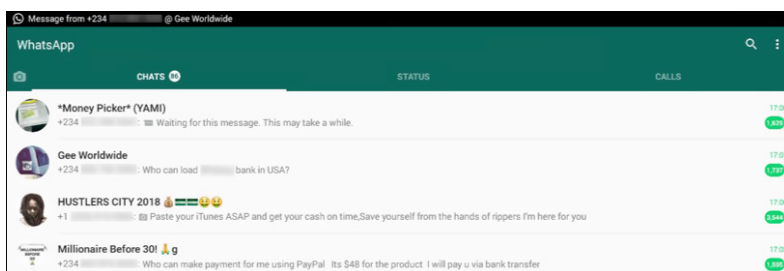 Message from +234 @ Gee Worldwide
WhatsApp
CHATS 86 STATUS CALLS
*Money Picker* (YAMI) 17:0
+234 : Waiting for this message. This may take a while. 1,626
Gee Worldwide 17:0
+234 : Who can load bank in USA? 1,737
HUSTLERS CITY 2018 💰🤑🤑 17:0
+1 : Paste your iTunes ASAP and get your cash on time,Save yourself from the hands of rippers I'm here for you 2,544
Millionaire Before 30! 🙏 g 17:0
+234 : Who can make payment for me using PayPal Its $48 for the product I will pay u via bank transfer